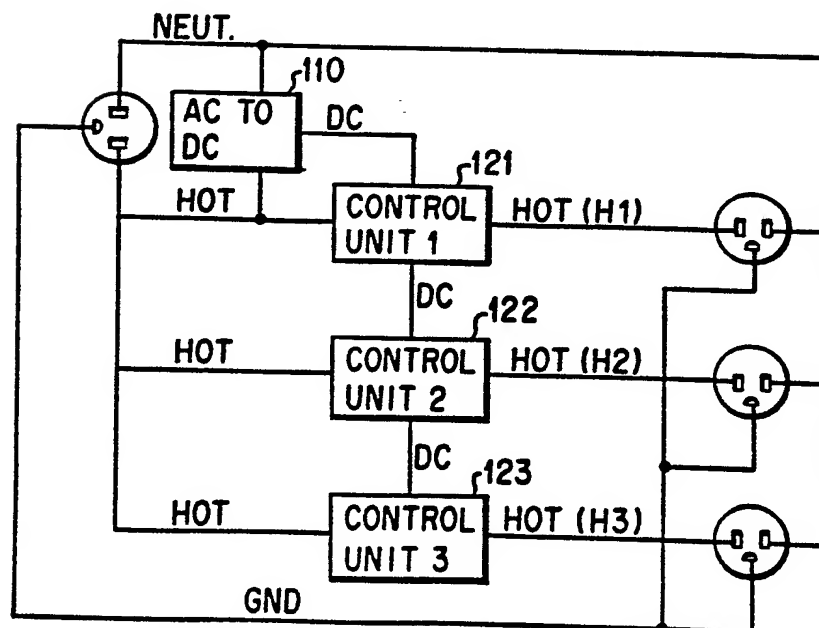 NEUT.
110
AC TO
DC
DC
121
HOT
CONTROL
UNIT 1
HOT (H1)
DC
122
HOT
CONTROL
UNIT 2
HOT (H2)
DC
123
HOT
CONTROL
UNIT 3
HOT (H3)
GND